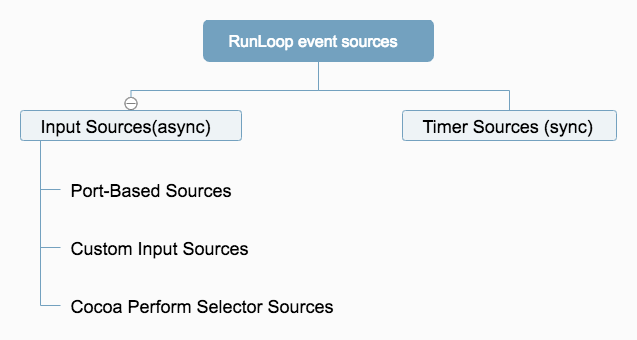 RunLoop event sources
Input Sources(async)
Timer Sources (sync)
Port-Based Sources
Custom Input Sources
Cocoa Perform Selector Sources